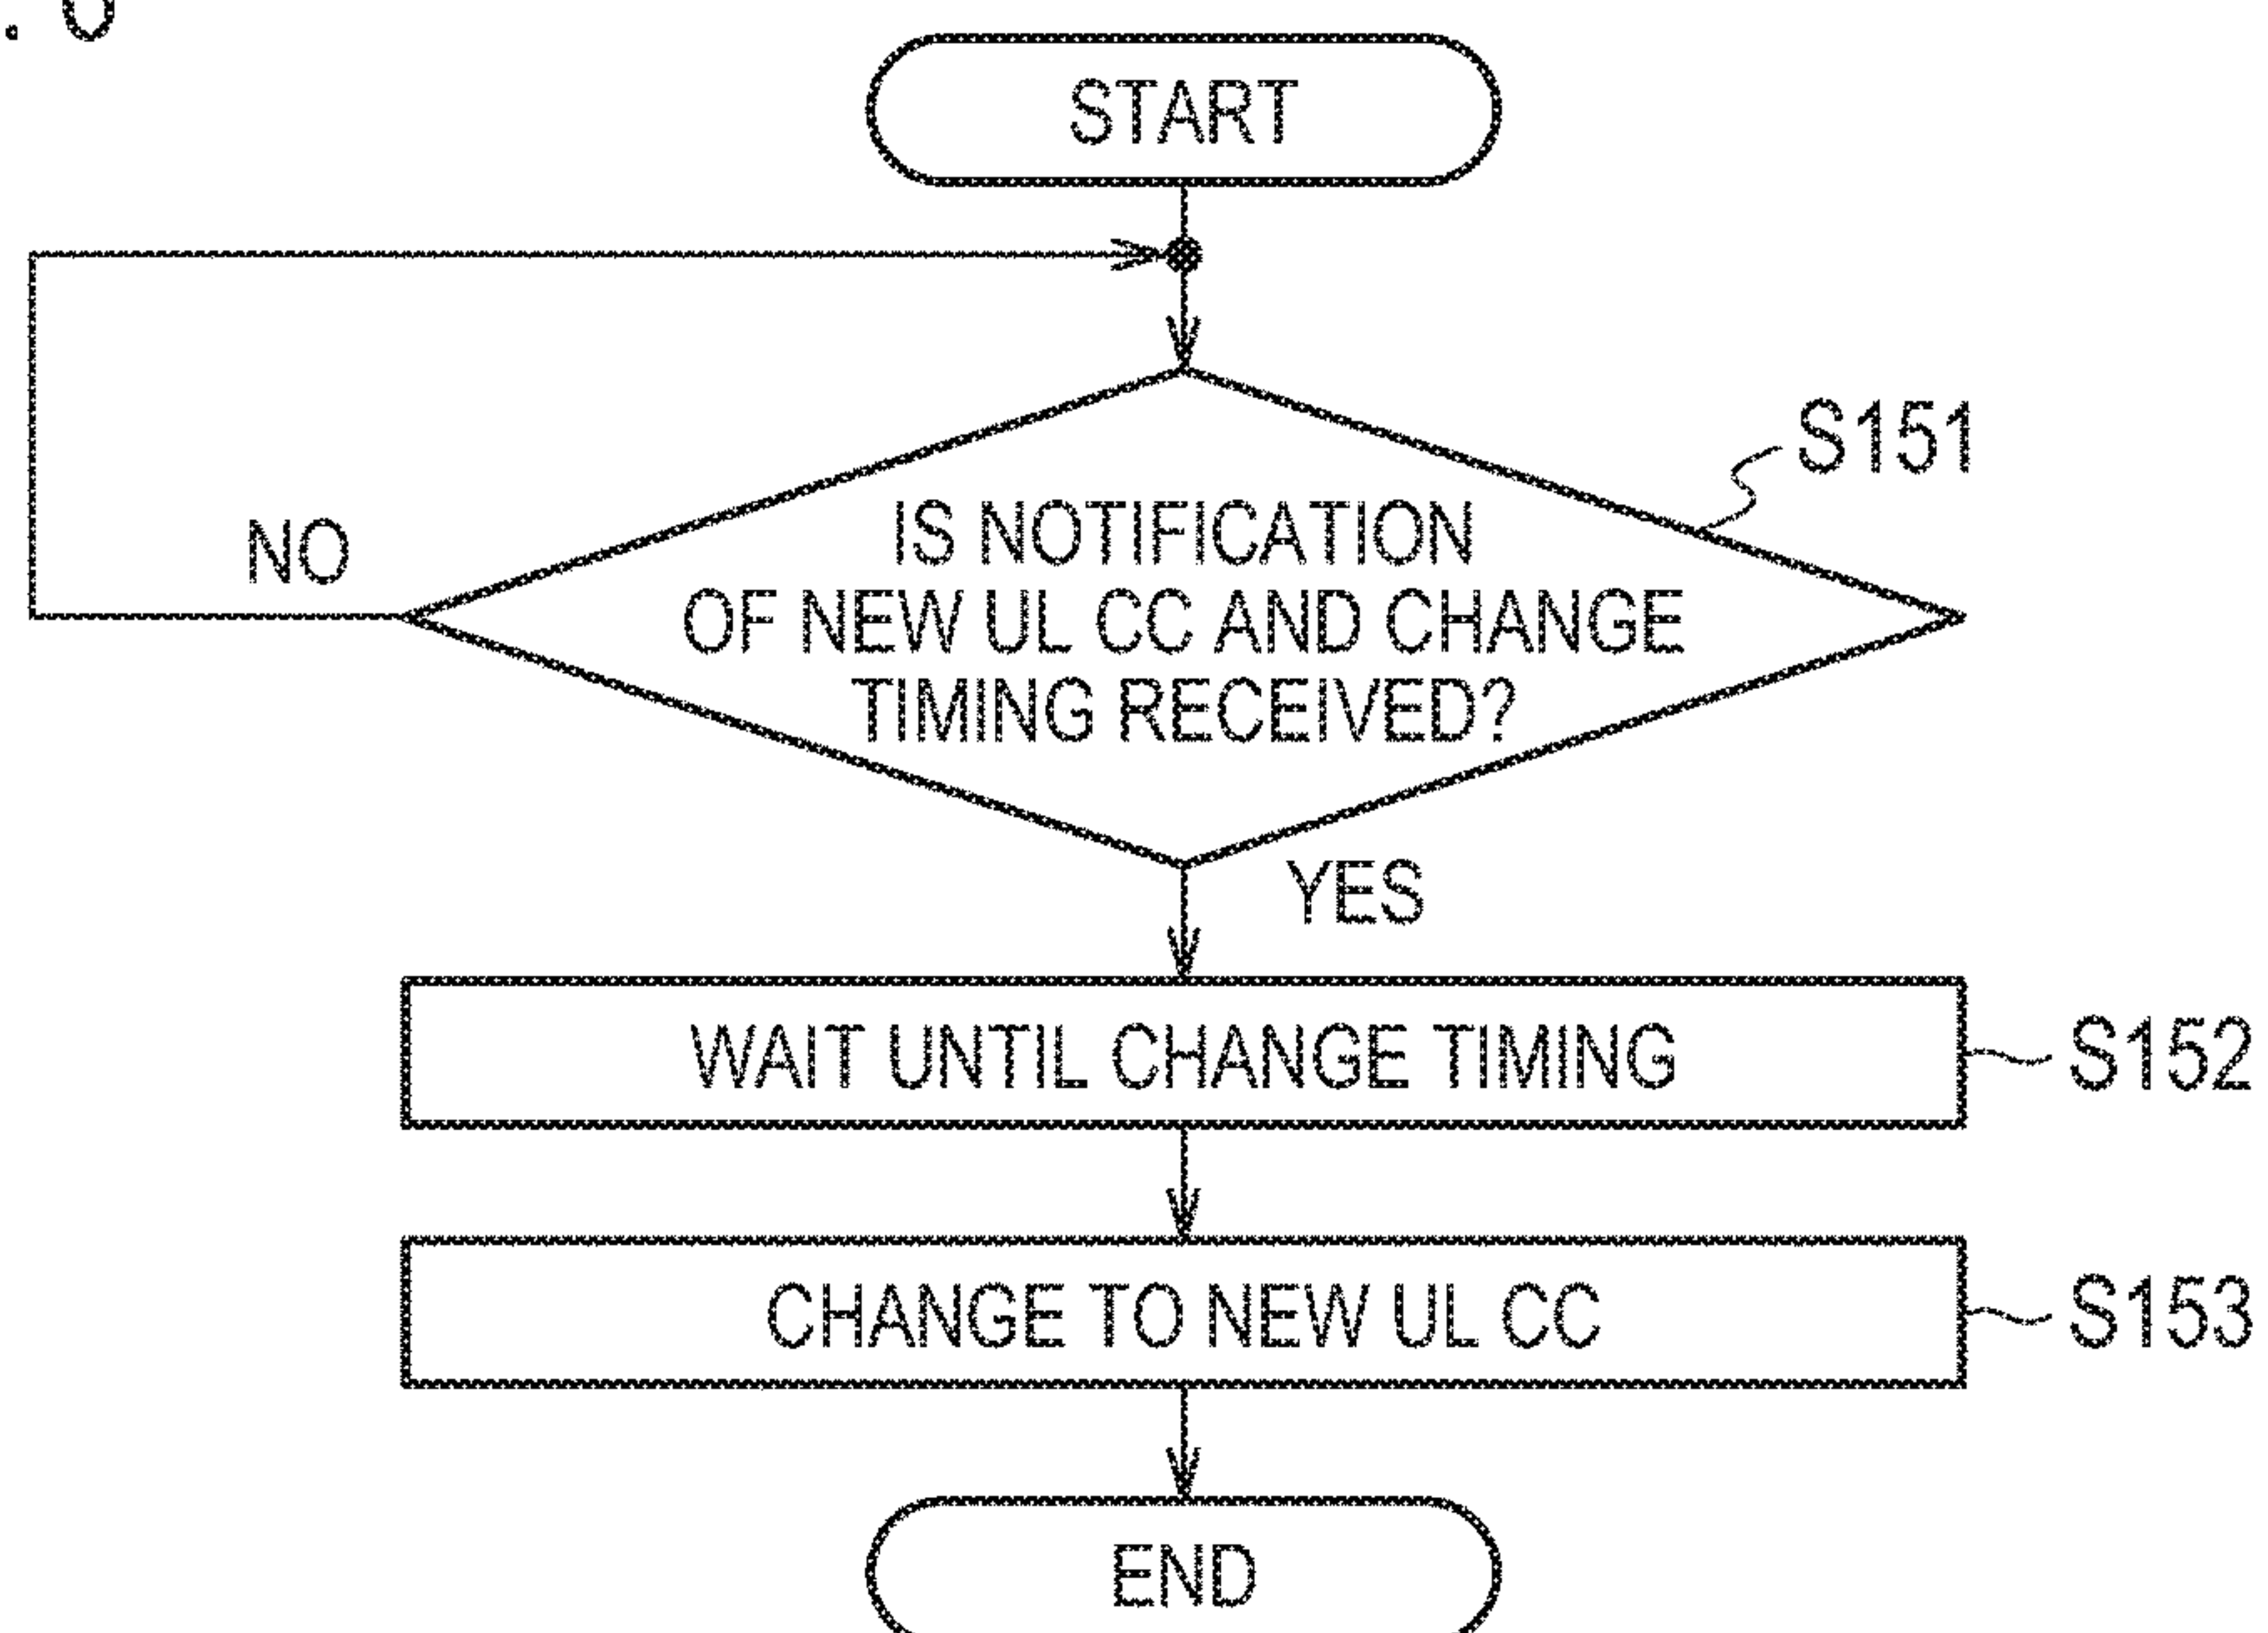 START
S151
NO
IS NOTIFICATION
OF NEW UL CC AND CHANGE
TIMING RECEIVED?
YES
WAIT UNTIL CHANGE TIMING
S152
CHANGE TO NEW UL CC
S153
END